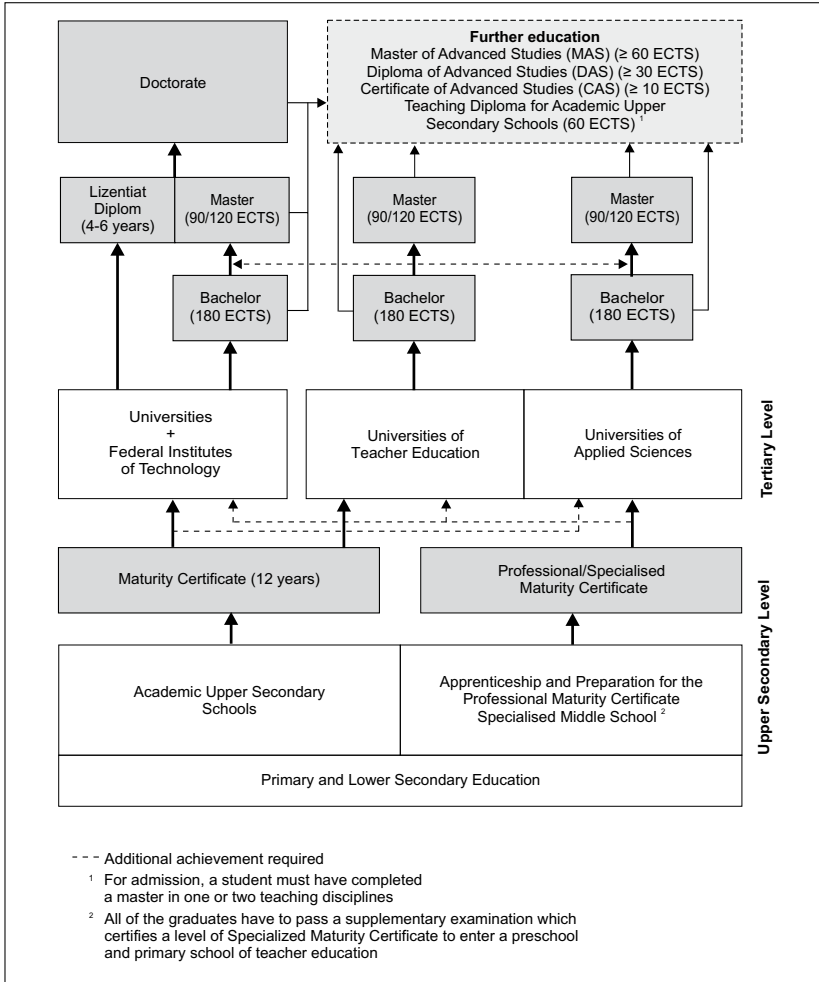 Further education
Master of Advanced Studies (MAS) (≥ 60 ECTS)
Diploma of Advanced Studies (DAS) (≥ 30 ECTS)
Certificate of Advanced Studies (CAS) (≥ 10 ECTS)
Teaching Diploma for Academic Upper
Secondary Schools (60 ECTS) ¹
Doctorate
Lizentiat
Diplom
(4-6 years)
Master
(90/120 ECTS)
Master
(90/120 ECTS)
Master
(90/120 ECTS)
Bachelor
(180 ECTS)
Bachelor
(180 ECTS)
Bachelor
(180 ECTS)
Universities
+
Federal Institutes
of Technology
Universities of
Teacher Education
Universities of
Applied Sciences
Tertiary Level
Maturity Certificate (12 years)
Professional/Specialised
Maturity Certificate
Academic Upper Secondary
Schools
Apprenticeship and Preparation for the
Professional Maturity Certificate
Specialised Middle School ²
Upper Secondary Level
Primary and Lower Secondary Education
---- Additional achievement required
¹ For admission, a student must have completed
a master in one or two teaching disciplines
² All of the graduates have to pass a supplementary examination which
certifies a level of Specialized Maturity Certificate to enter a preschool
and primary school of teacher education